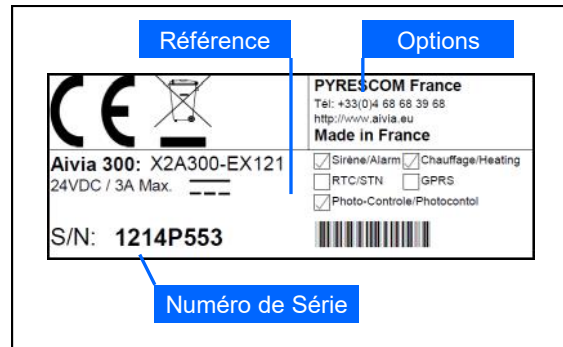 Référence
Options
PYRESCOM France
Tél: +33(0)4 68 68 39 68
http://www.aivia.eu
Made in France
CE
Aivia 300: X2A300-EX121
24VDC / 3A Max.
Sirène/Alarm Chauffage/Heating
RTC/STN GPRS
Photo-Controle/Photocontol
S/N: 1214P553
Numéro de Série